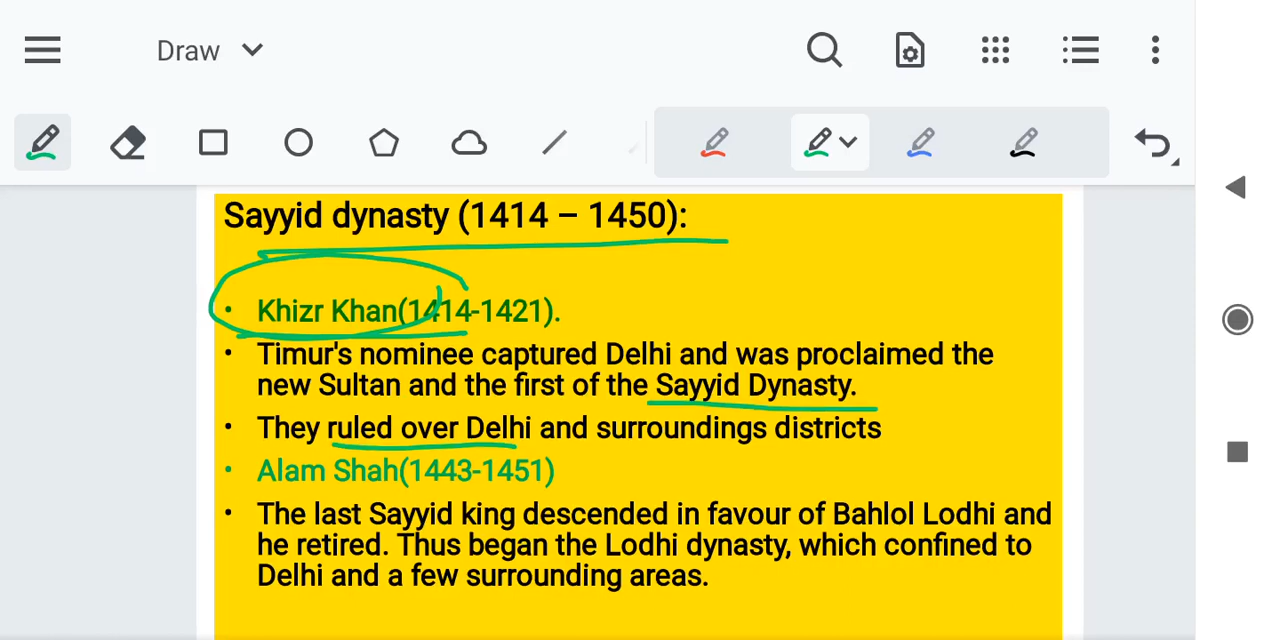 Draw
Sayyid dynasty (1414 – 1450):
• Khizr Khan(1414-1421).
• Timur's nominee captured Delhi and was proclaimed the
new Sultan and the first of the Sayyid Dynasty.
• They ruled over Delhi and surroundings districts
• Alam Shah(1443-1451)
• The last Sayyid king descended in favour of Bahlol Lodhi and
he retired. Thus began the Lodhi dynasty, which confined to
Delhi and a few surrounding areas.